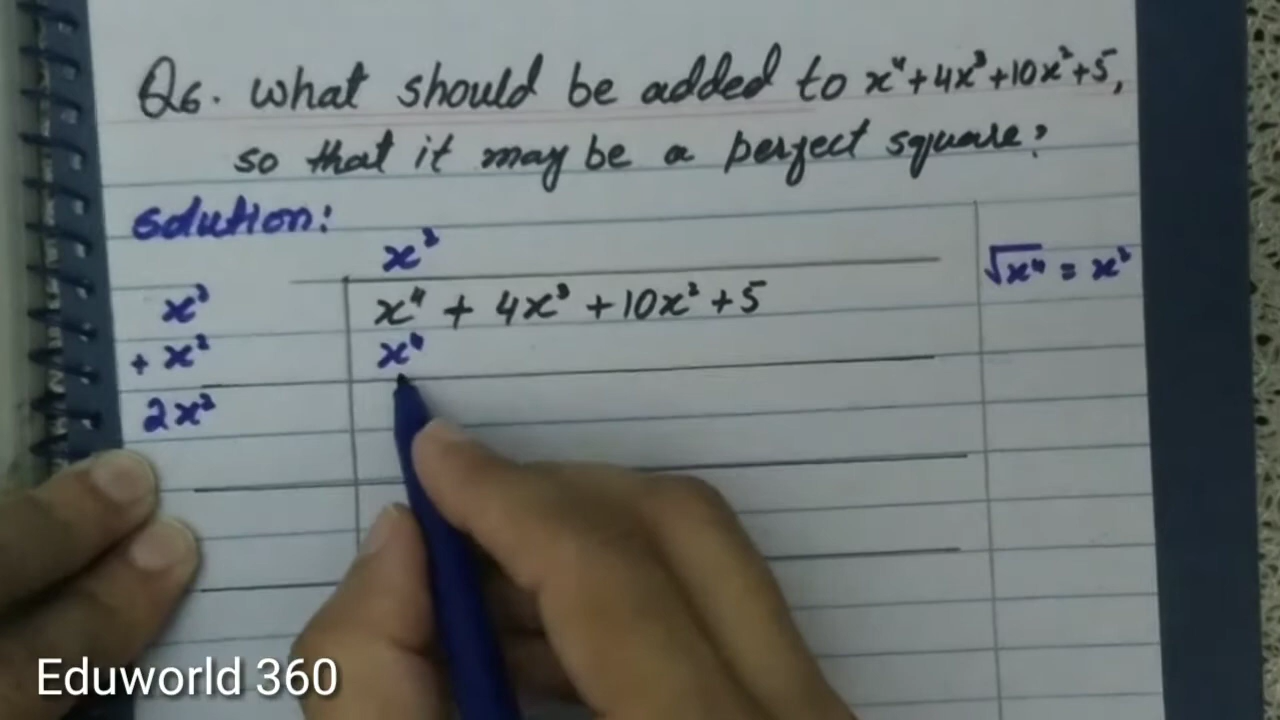 Q6. What should be added to x⁴+4x³+10x²+5,
so that it may be a perfect square?
Solution:
x²
√x⁴ = x²
x²
x⁴ + 4x³ + 10x² + 5
+ x²
x⁴
2x²
Eduworld 360